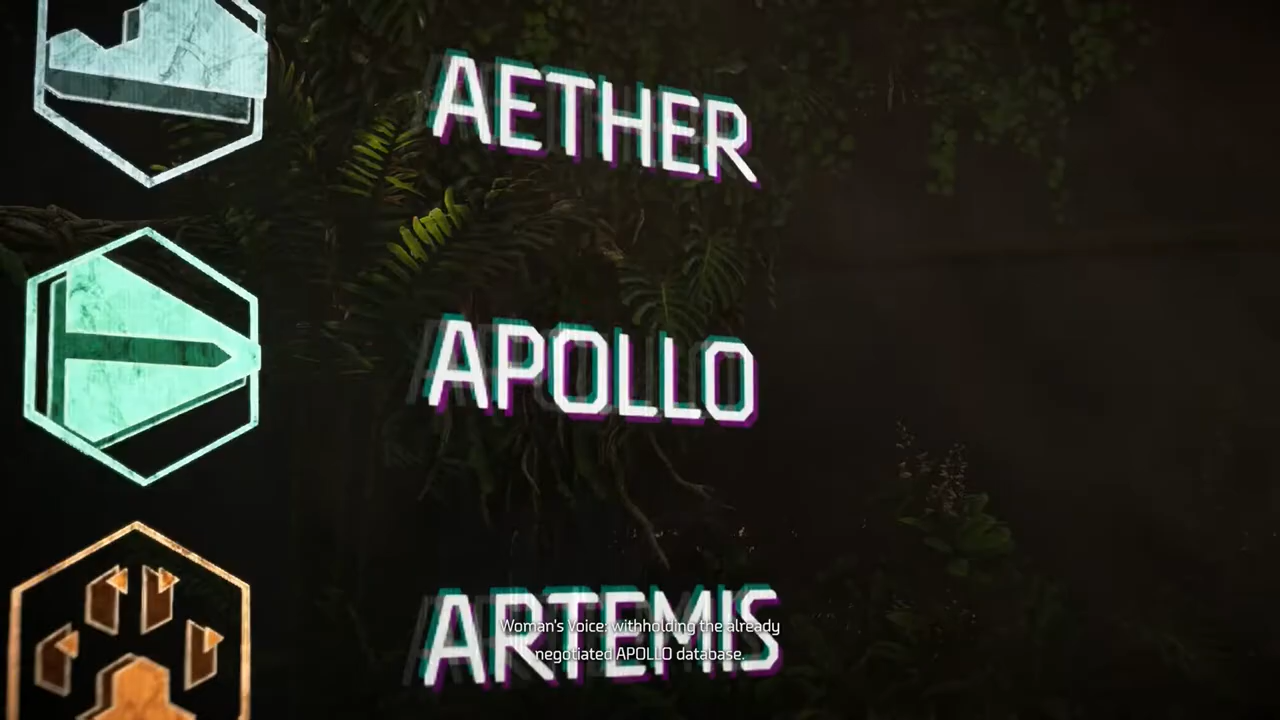 AETHER
APOLLO
ARTEMIS
Woman's Voice: withholding the already
negotiated APOLLO database.